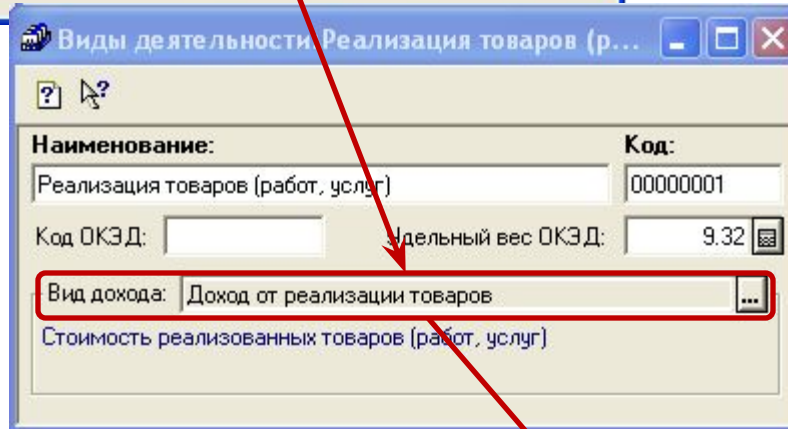 Виды деятельности:Реализация товаров (р...
Наименование:
Код:
Реализация товаров (работ, услуг)
00000001
Код ОКЭД:
Удельный вес ОКЭД:
9.32
Вид дохода:
Доход от реализации товаров
...
Стоимость реализованных товаров (работ, услуг)